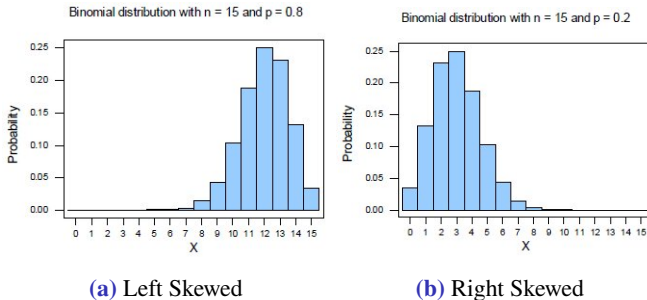 Binomial distribution with n = 15 and p = 0.8
0.25
0.20
0.15
0.10
0.05
0.00
Probability
0 1 2 3 4 5 6 7 8 9 10 11 12 13 14 15
X
(a) Left Skewed
Binomial distribution with n = 15 and p = 0.2
0.25
0.20
0.15
0.10
0.05
0.00
Probability
0 1 2 3 4 5 6 7 8 9 10 11 12 13 14 15
X
(b) Right Skewed